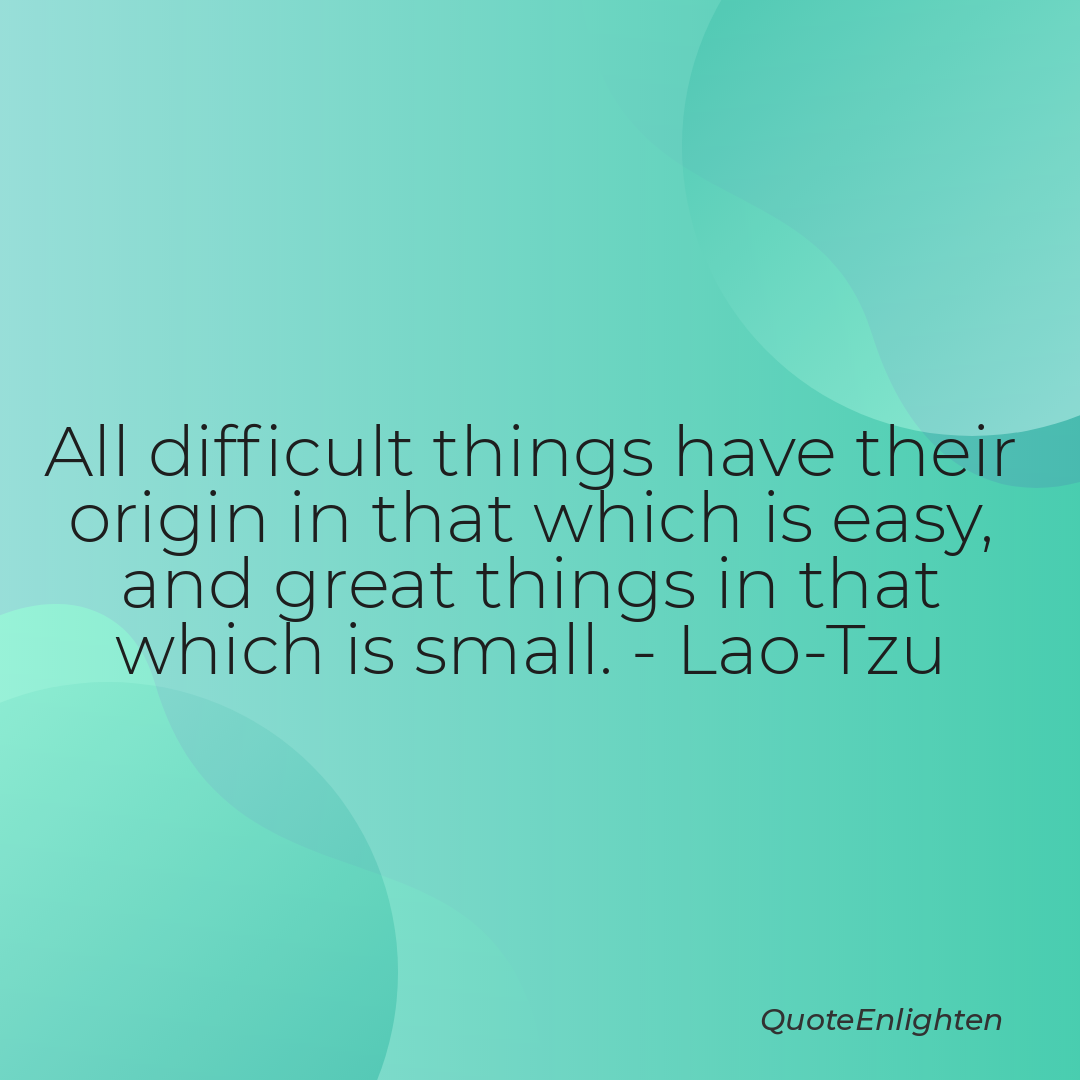 All difficult things have their
origin in that which is easy,
and great things in that
which is small. - Lao-Tzu
QuoteEnlighten